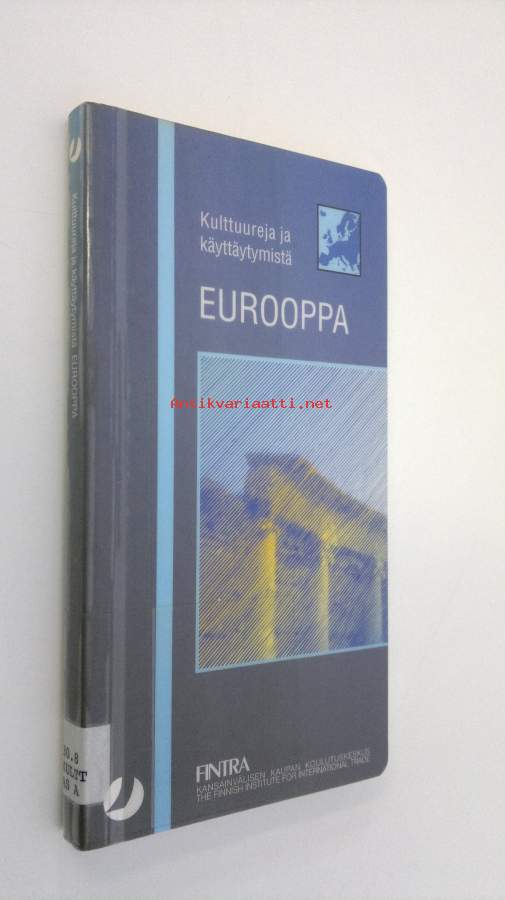 Kulttuureja ja
käyttäytymistä
EUROOPPA
Antikvariaatti.net
FINTRA
KANSAINVÄLISEN KAUPAN KOULUTUSKESKUS
THE FINNISH INSTITUTE FOR INTERNATIONAL TRADE
Kulttuureja ja käyttäytymistä EUROOPPA